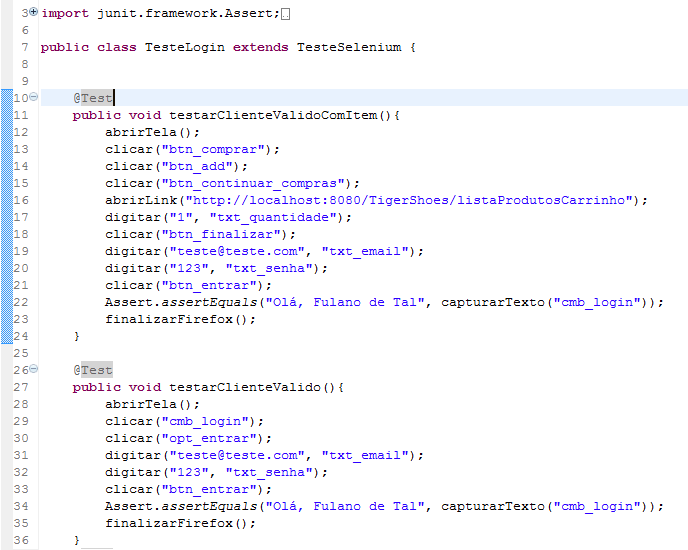 3 import junit.framework.Assert;
6
7 public class TesteLogin extends TesteSelenium {
8
9
10 @Test
11 public void testarClienteValidoComItem(){
12 abrirTela();
13 clicar("btn_comprar");
14 clicar("btn_add");
15 clicar("btn_continuar_compras");
16 abrirLink("http://localhost:8080/TigerShoes/listaProdutosCarrinho");
17 digitar("1", "txt_quantidade");
18 clicar("btn_finalizar");
19 digitar("teste@teste.com", "txt_email");
20 digitar("123", "txt_senha");
21 clicar("btn_entrar");
22 Assert.assertEquals("Olá, Fulano de Tal", capturarTexto("cmb_login"));
23 finalizarFirefox();
24 }
25
26 @Test
27 public void testarClienteValido(){
28 abrirTela();
29 clicar("cmb_login");
30 clicar("opt_entrar");
31 digitar("teste@teste.com", "txt_email");
32 digitar("123", "txt_senha");
33 clicar("btn_entrar");
34 Assert.assertEquals("Olá, Fulano de Tal", capturarTexto("cmb_login"));
35 finalizarFirefox();
36 }